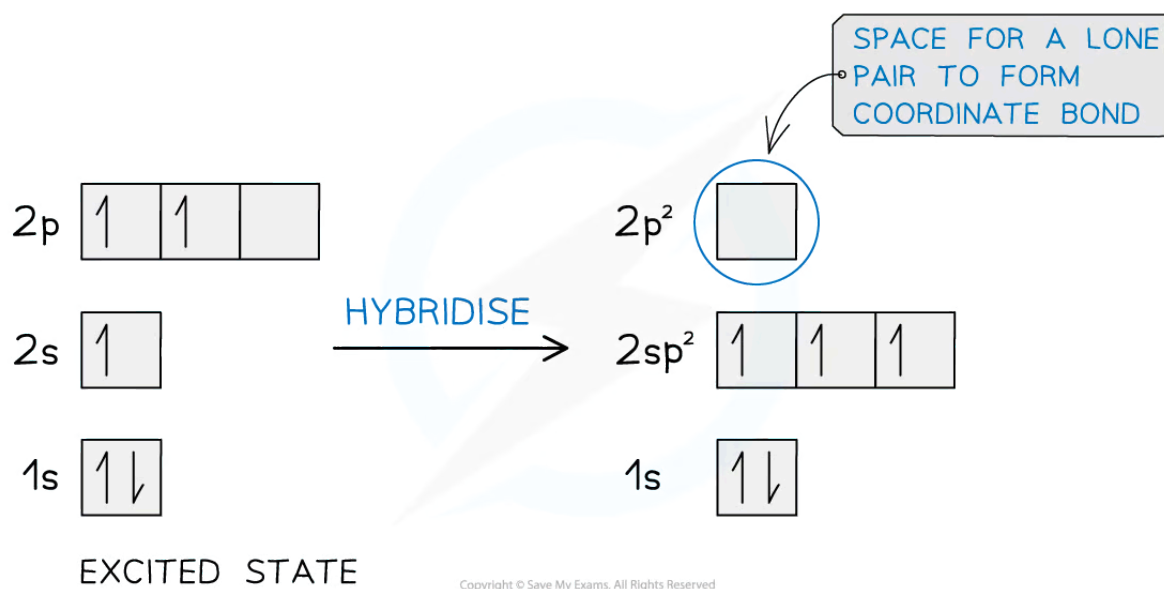 SPACE FOR A LONE
PAIR TO FORM
COORDINATE BOND
2p
2p²
HYBRIDISE
2s
2sp²
1s
1s
EXCITED STATE
Copyright © Save My Exams. All Rights Reserved